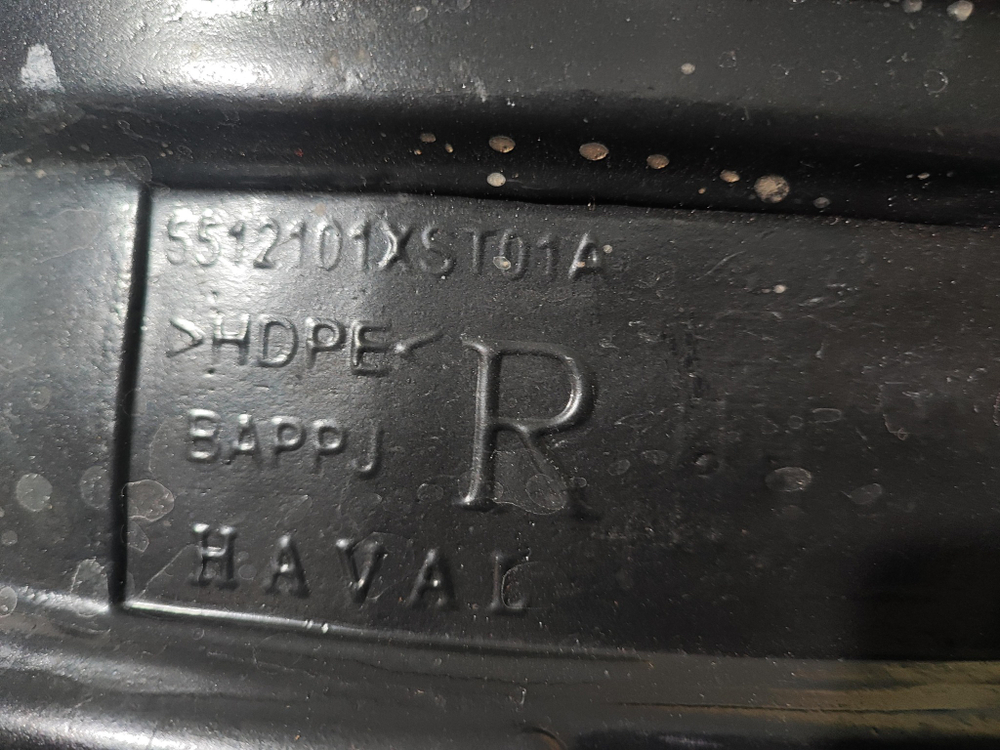 5512101XST01A
>HDPE<
R
BAPPJ
HAVAL